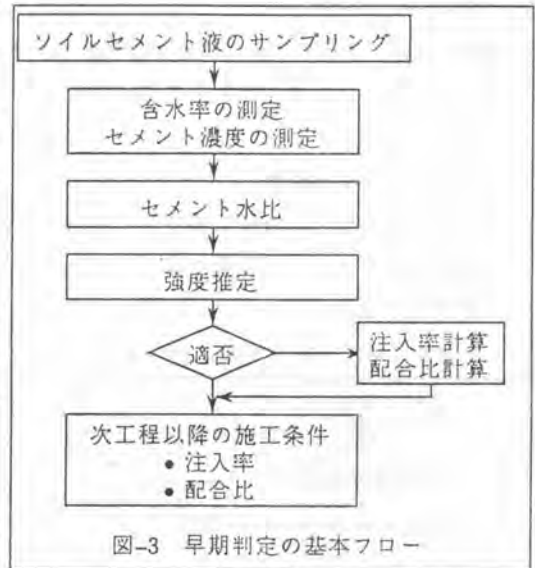 ソイルセメント液のサンプリング
含水率の測定
セメント濃度の測定
セメント水比
強度推定
適否
注入率計算
配合比計算
次工程以降の施工条件
● 注入率
● 配合比
図-3 早期判定の基本フロー